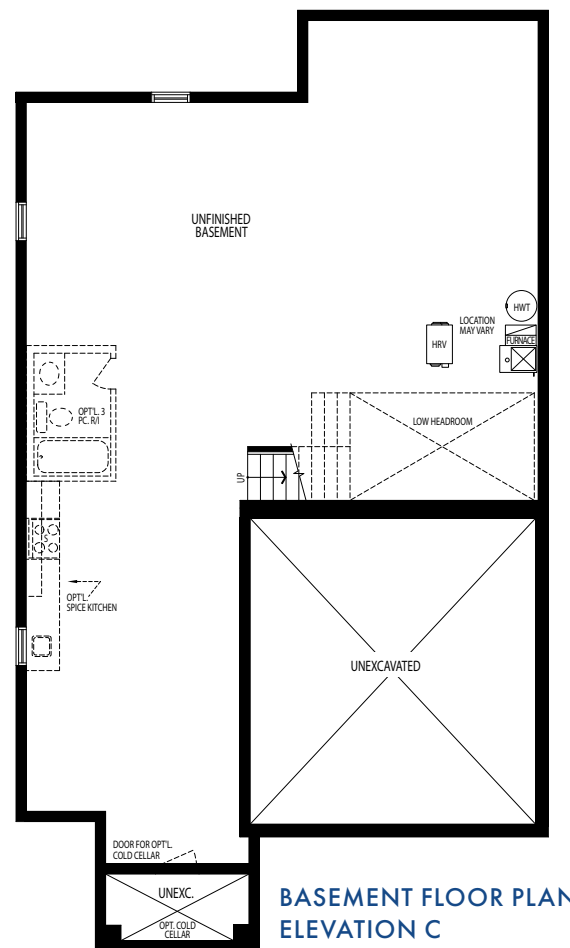 UNFINISHED
BASEMENT
HWT
LOCATION
MAY VARY
FURNACE
HRV
OPT'L. 3
PC. R/I
LOW HEADROOM
UP
S
OPT'L.
SPICE KITCHEN
UNEXCAVATED
DOOR FOR OPT'L.
COLD CELLAR
UNEXC.
OPT. COLD
CELLAR
BASEMENT FLOOR PLAN
ELEVATION C